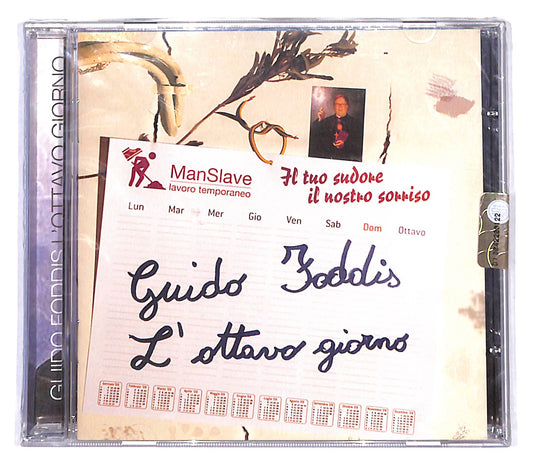 GUIDO FODDIS L'OTTAVO GIORNO
ManSlave
lavoro temporaneo
Il tuo sudore
il nostro sorriso
Lun Mar Mer Gio Ven Sab Dom Ottavo
Guido Foddis
L'ottavo giorno